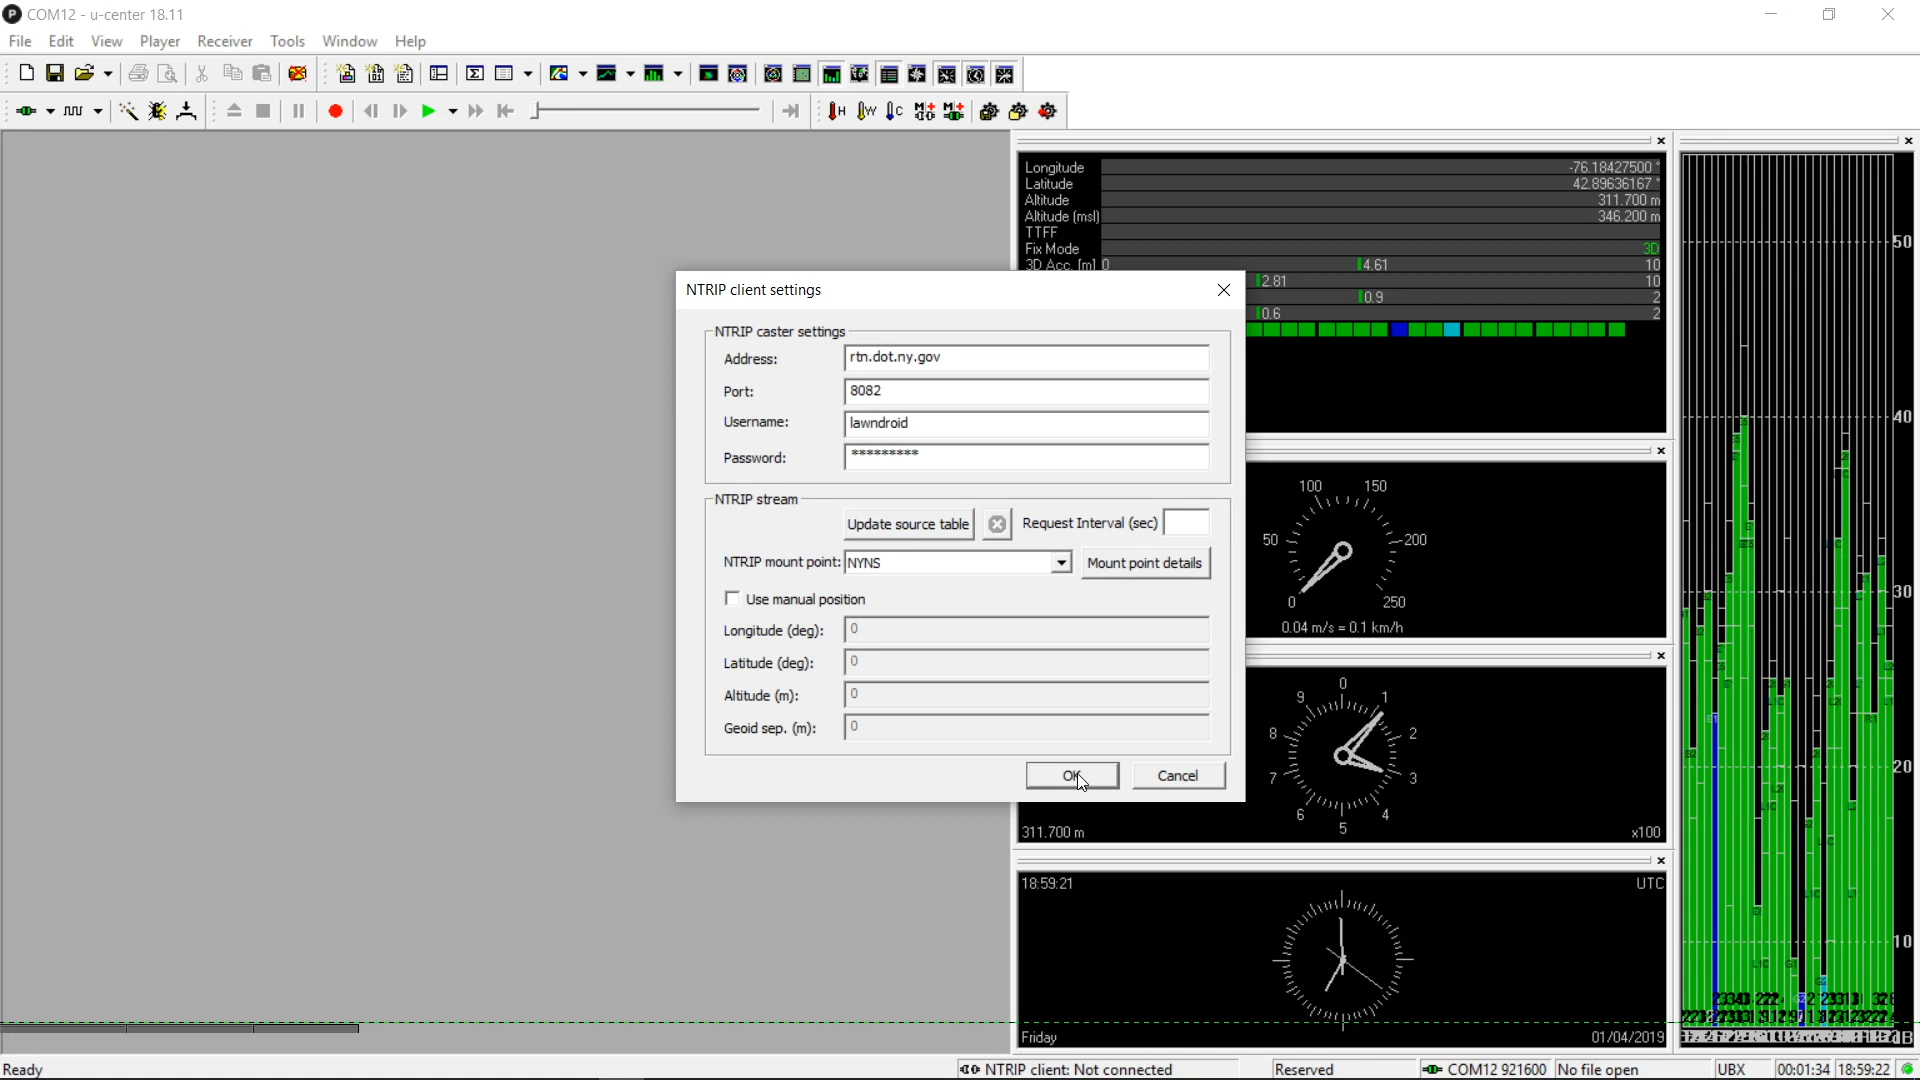 COM12 - u-center 18.11
File Edit View Player Receiver Tools Window Help
H W C
Longitude -76.18427500 °
Latitude 42.89636167 °
Altitude 311.700 m
Altitude (msl) 346.200 m
TTFF
Fix Mode 3D
3D Acc. [m] 0 4.61 10
2.81 10
0.9 2
0.6 2
NTRIP client settings
NTRIP caster settings
Address: rtn.dot.ny.gov
Port: 8082
Username: lawndroid
Password: *********
NTRIP stream
Update source table Request Interval (sec)
NTRIP mount point: NYNS Mount point details
Use manual position
Longitude (deg): 0
Latitude (deg): 0
Altitude (m): 0
Geoid sep. (m): 0
OK Cancel
100 150
50 200
0 250
0.04 m/s = 0.1 km/h
0
9 1
8 2
7 3
6 4
5
311.700 m x100
18:59:21 UTC
Friday 01/04/2019
50
40
30
20
10
dB
Ready NTRIP client: Not connected Reserved COM12 921600 No file open UBX 00:01:34 18:59:22